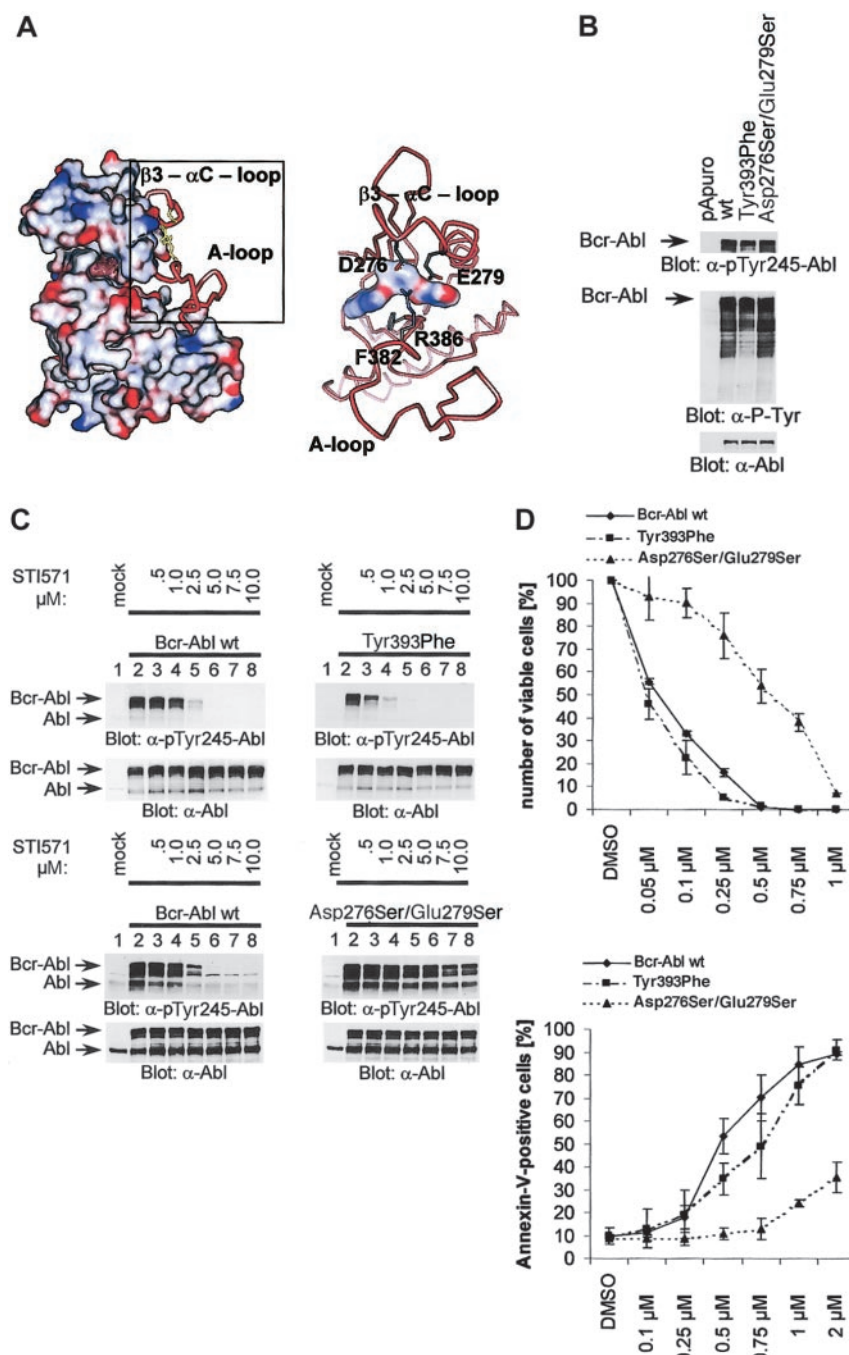 A
β3 – αC – loop
A-loop
β3 – αC – loop
D276
E279
R386
F382
A-loop
B
pApuro
wt
Tyr393Phe
Asp276Ser/Glu279Ser
Bcr-Abl
Blot: α-pTyr245-Abl
Bcr-Abl
Blot: α-P-Tyr
Blot: α-Abl
C
STI571
µM:
mock
.5
1.0
2.5
5.0
7.5
10.0
Bcr-Abl wt
1 2 3 4 5 6 7 8
Bcr-Abl
Abl
Blot: α-pTyr245-Abl
Bcr-Abl
Abl
Blot: α-Abl
mock
.5
1.0
2.5
5.0
7.5
10.0
Tyr393Phe
1 2 3 4 5 6 7 8
Blot: α-pTyr245-Abl
Blot: α-Abl
STI571
µM:
mock
.5
1.0
2.5
5.0
7.5
10.0
Bcr-Abl wt
1 2 3 4 5 6 7 8
Bcr-Abl
Abl
Blot: α-pTyr245-Abl
Bcr-Abl
Abl
Blot: α-Abl
mock
.5
1.0
2.5
5.0
7.5
10.0
Asp276Ser/Glu279Ser
1 2 3 4 5 6 7 8
Blot: α-pTyr245-Abl
Blot: α-Abl
D
Bcr-Abl wt
Tyr393Phe
Asp276Ser/Glu279Ser
number of viable cells [%]
100
90
80
70
60
50
40
30
20
10
0
DMSO
0.05 µM
0.1 µM
0.25 µM
0.5 µM
0.75 µM
1 µM
Bcr-Abl wt
Tyr393Phe
Asp276Ser/Glu279Ser
Annexin-V-positive cells [%]
100
90
80
70
60
50
40
30
20
10
0
DMSO
0.1 µM
0.25 µM
0.5 µM
0.75 µM
1 µM
2 µM